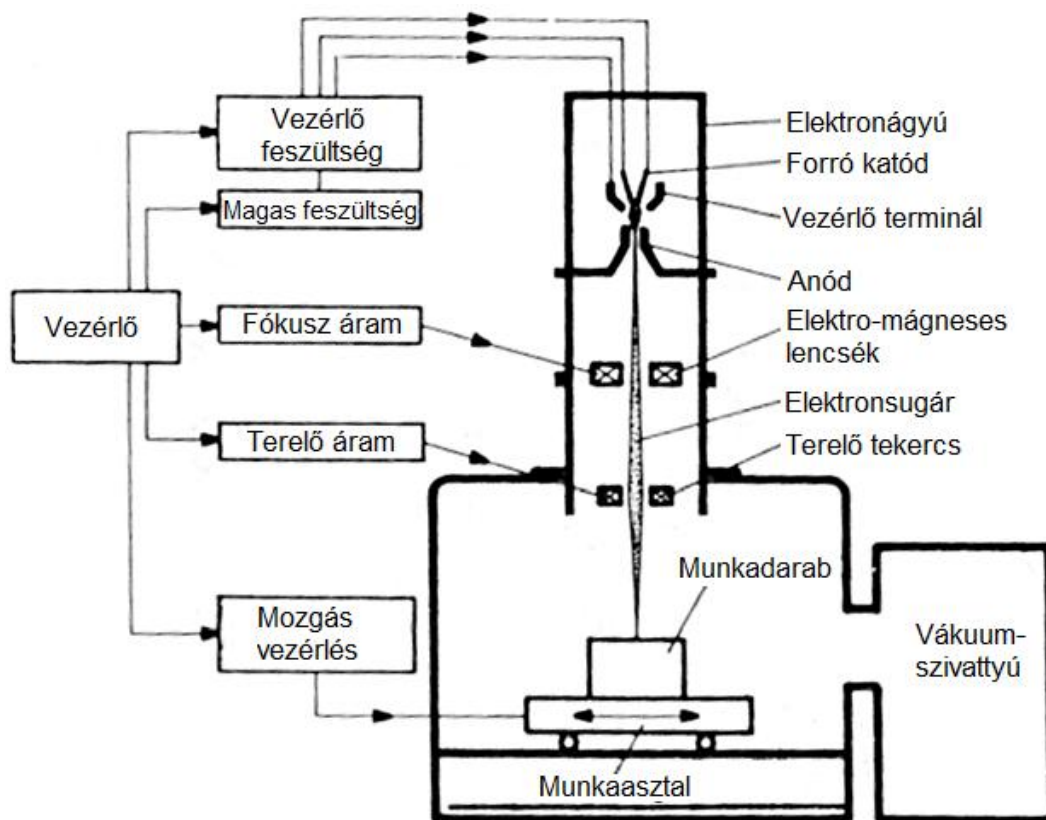 Vezérlő
feszültség
Magas feszültség
Vezérlő
Fókusz áram
Terelő áram
Mozgás
vezérlés
Elektronágyú
Forró katód
Vezérlő terminál
Anód
Elektro-mágneses
lencsék
Elektronsugár
Terelő tekercs
Munkadarab
Munkaasztal
Vákuum-
szivattyú